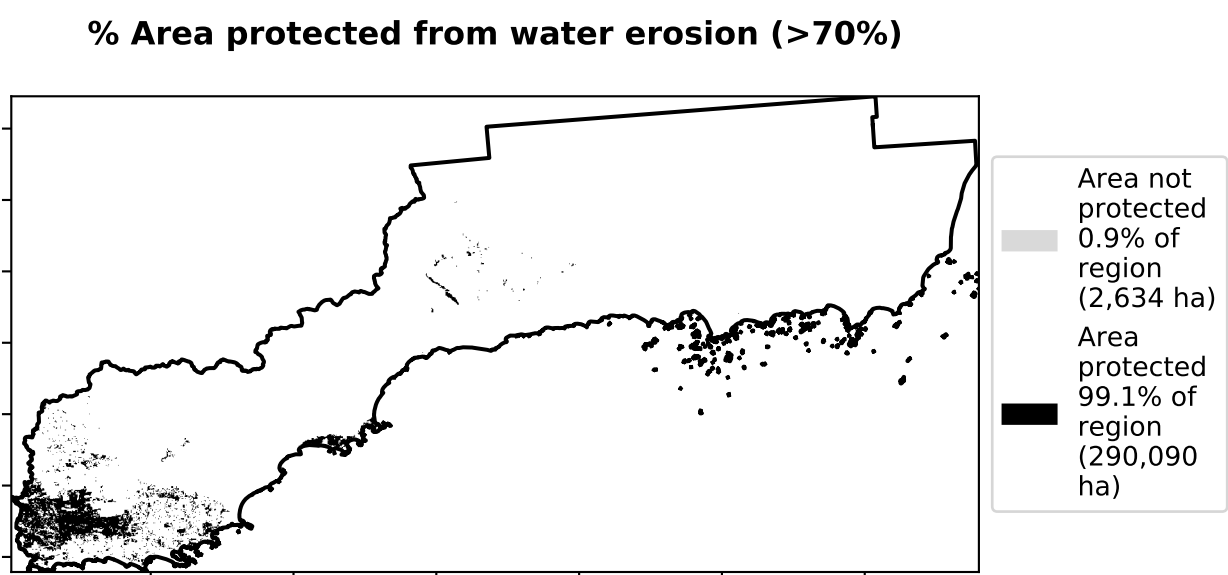 % Area protected from water erosion (>70%)
Area not
protected
0.9% of
region
(2,634 ha)
Area
protected
99.1% of
region
(290,090
ha)